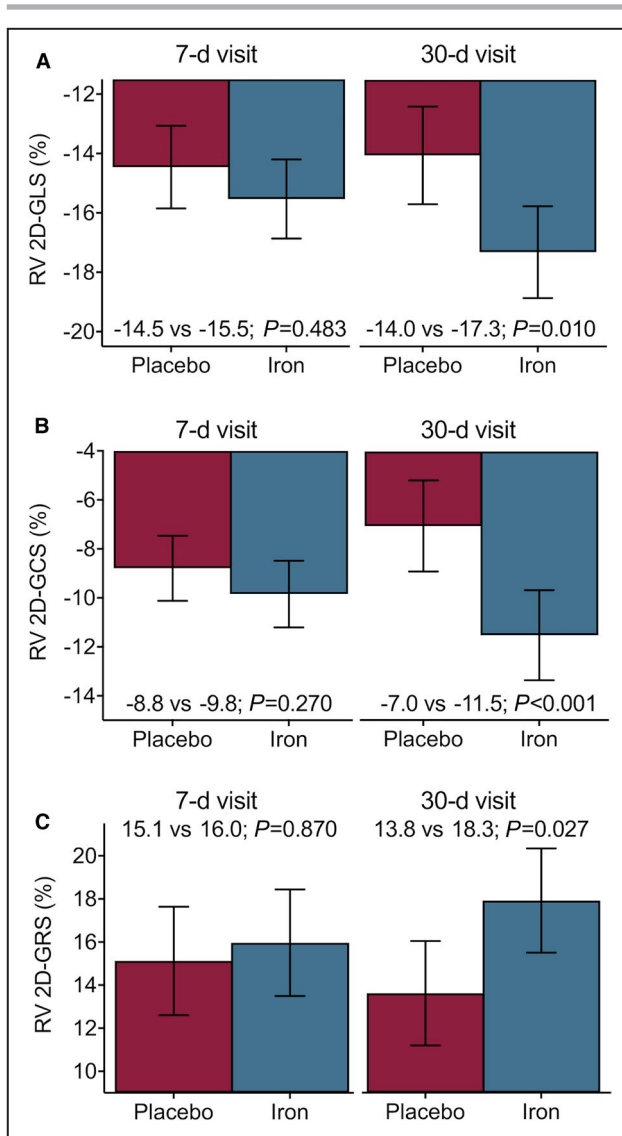 A
7-d visit
30-d visit
RV 2D-GLS (%)
-12
-14
-16
-18
-20
-14.5 vs -15.5; P=0.483
-14.0 vs -17.3; P=0.010
Placebo
Iron
Placebo
Iron
B
7-d visit
30-d visit
RV 2D-GCS (%)
-4
-6
-8
-10
-12
-14
-8.8 vs -9.8; P=0.270
-7.0 vs -11.5; P<0.001
Placebo
Iron
Placebo
Iron
C
7-d visit
30-d visit
15.1 vs 16.0; P=0.870
13.8 vs 18.3; P=0.027
RV 2D-GRS (%)
20
18
16
14
12
10
Placebo
Iron
Placebo
Iron